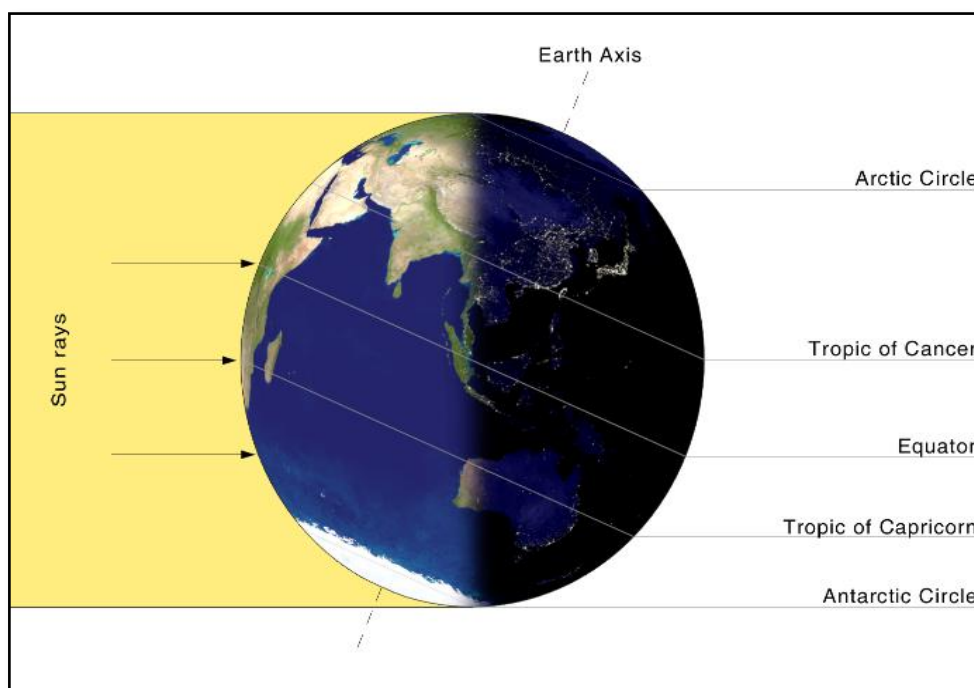 Earth Axis
Arctic Circle
Sun rays
Tropic of Cancer
Equator
Tropic of Capricorn
Antarctic Circle